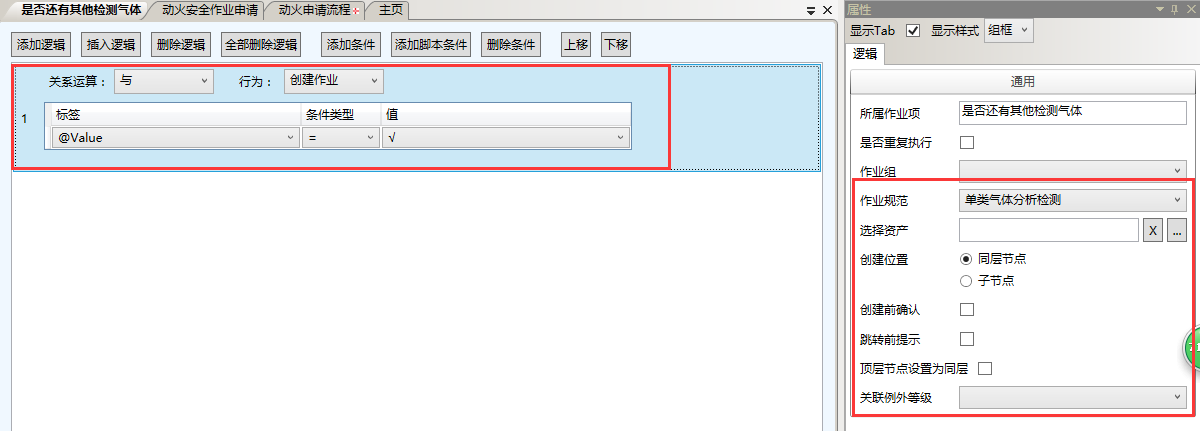 是否还有其他检测气体 动火安全作业申请 动火申请流程 主页
添加逻辑 插入逻辑 删除逻辑 全部删除逻辑 添加条件 添加脚本条件 删除条件 上移 下移
关系运算： 与 行为： 创建作业
1
标签 条件类型 值
@Value = √
属性
显示Tab 显示样式 组框
逻辑
通用
所属作业项 是否还有其他检测气体
是否重复执行
作业组
作业规范 单类气体分析检测
选择资产 X ...
创建位置 同层节点
子节点
创建前确认
跳转前提示
顶层节点设置为同层
关联例外等级